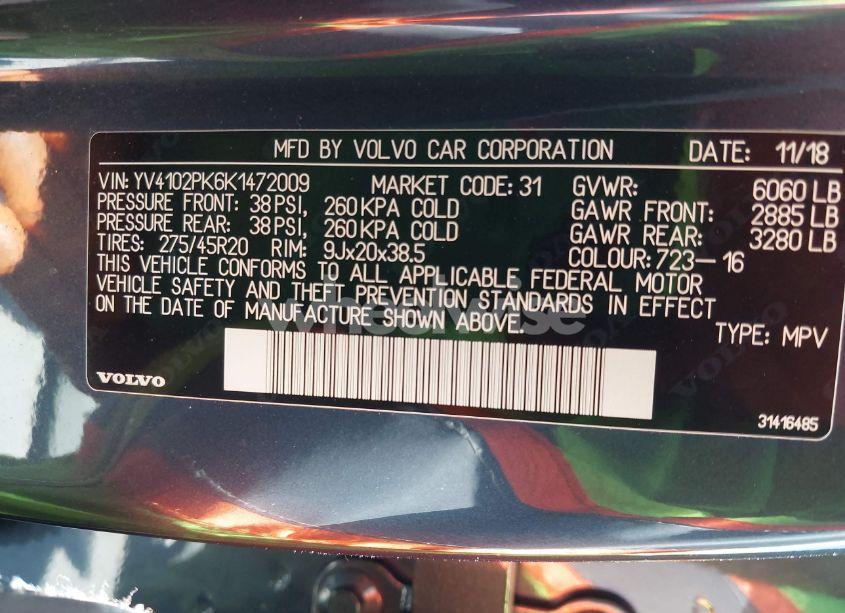 MFD BY VOLVO CAR CORPORATION DATE: 11/18
VIN: YV4102PK6K1472009 MARKET CODE: 31 GVWR: 6060 LB
PRESSURE FRONT: 38 PSI, 260 KPA COLD GAWR FRONT: 2885 LB
PRESSURE REAR: 38 PSI, 260 KPA COLD GAWR REAR: 3280 LB
TIRES: 275/45R20 RIM: 9Jx20x38.5 COLOUR: 723-16
THIS VEHICLE CONFORMS TO ALL APPLICABLE FEDERAL MOTOR
VEHICLE SAFETY AND THEFT PREVENTION STANDARDS IN EFFECT
ON THE DATE OF MANUFACTURE SHOWN ABOVE.
wheelwise
TYPE: MPV
VOLVO
31416485